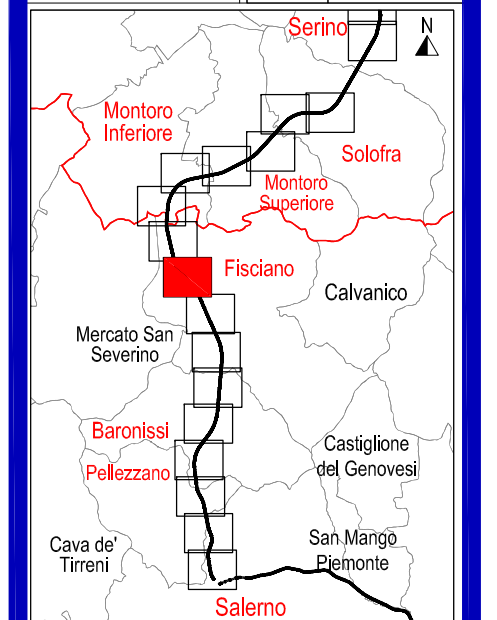 Serino
N
Montoro
Inferiore
Solofra
Montoro
Superiore
Fisciano
Calvanico
Mercato San
Severino
Baronissi
Castiglione
del Genovesi
Pellezzano
San Mango
Piemonte
Cava de'
Tirreni
Salerno